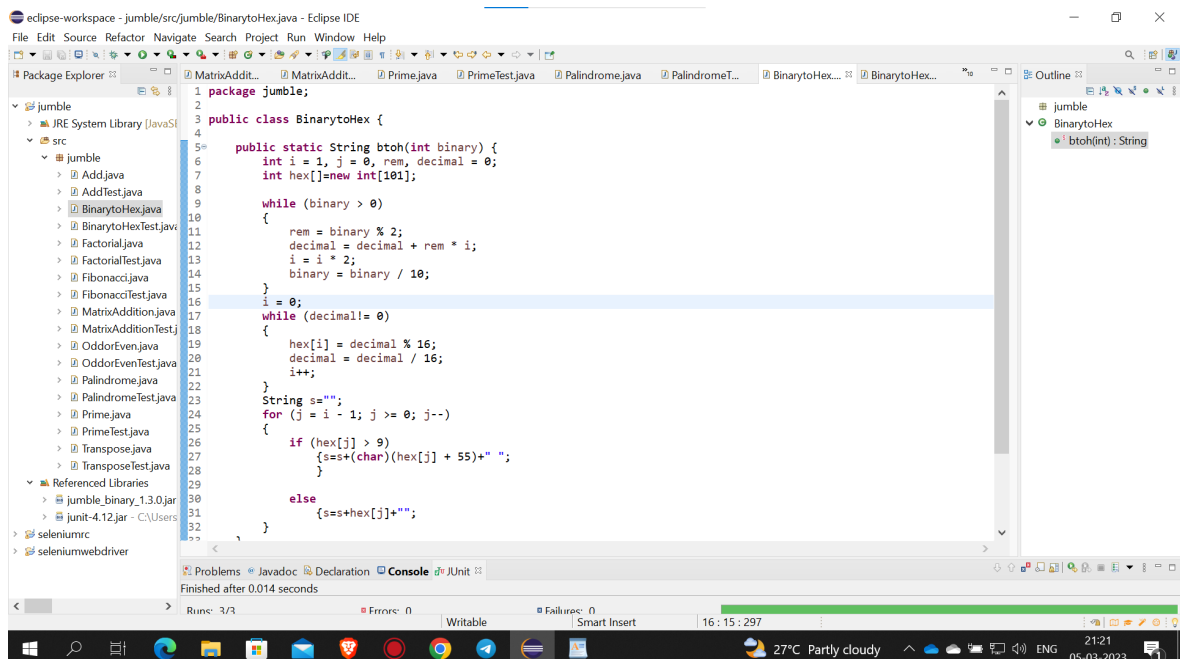 eclipse-workspace - jumble/src/jumble/BinarytoHex.java - Eclipse IDE
File Edit Source Refactor Navigate Search Project Run Window Help
Package Explorer
MatrixAddit... MatrixAddit... Prime.java PrimeTest.java Palindrome.java PalindromeT... BinarytoHex.... BinarytoHex... »10
Outline
jumble
JRE System Library [JavaSE
src
jumble
Add.java
AddTest.java
BinarytoHex.java
BinarytoHexTest.java
Factorial.java
FactorialTest.java
Fibonacci.java
FibonacciTest.java
MatrixAddition.java
MatrixAdditionTest.j
OddorEven.java
OddorEvenTest.java
Palindrome.java
PalindromeTest.java
Prime.java
PrimeTest.java
Transpose.java
TransposeTest.java
Referenced Libraries
jumble_binary_1.3.0.jar
junit-4.12.jar - C:\Users
seleniumrc
seleniumwebdriver
1 package jumble;
2
3 public class BinarytoHex {
4
5 public static String btoh(int binary) {
6 int i = 1, j = 0, rem, decimal = 0;
7 int hex[]=new int[101];
8
9 while (binary > 0)
10 {
11 rem = binary % 2;
12 decimal = decimal + rem * i;
13 i = i * 2;
14 binary = binary / 10;
15 }
16 i = 0;
17 while (decimal!= 0)
18 {
19 hex[i] = decimal % 16;
20 decimal = decimal / 16;
21 i++;
22 }
23 String s="";
24 for (j = i - 1; j >= 0; j--)
25 {
26 if (hex[j] > 9)
27 {s=s+(char)(hex[j] + 55)+" ";
28 }
29
30 else
31 {s=s+hex[j]+"";
32 }
33 }
jumble
BinarytoHex
btoh(int) : String
Problems Javadoc Declaration Console JUnit
Finished after 0.014 seconds
Runs: 3/3 Errors: 0 Failures: 0
Writable Smart Insert 16 : 15 : 297
27°C Partly cloudy ENG 21:21
05-03-2023 1